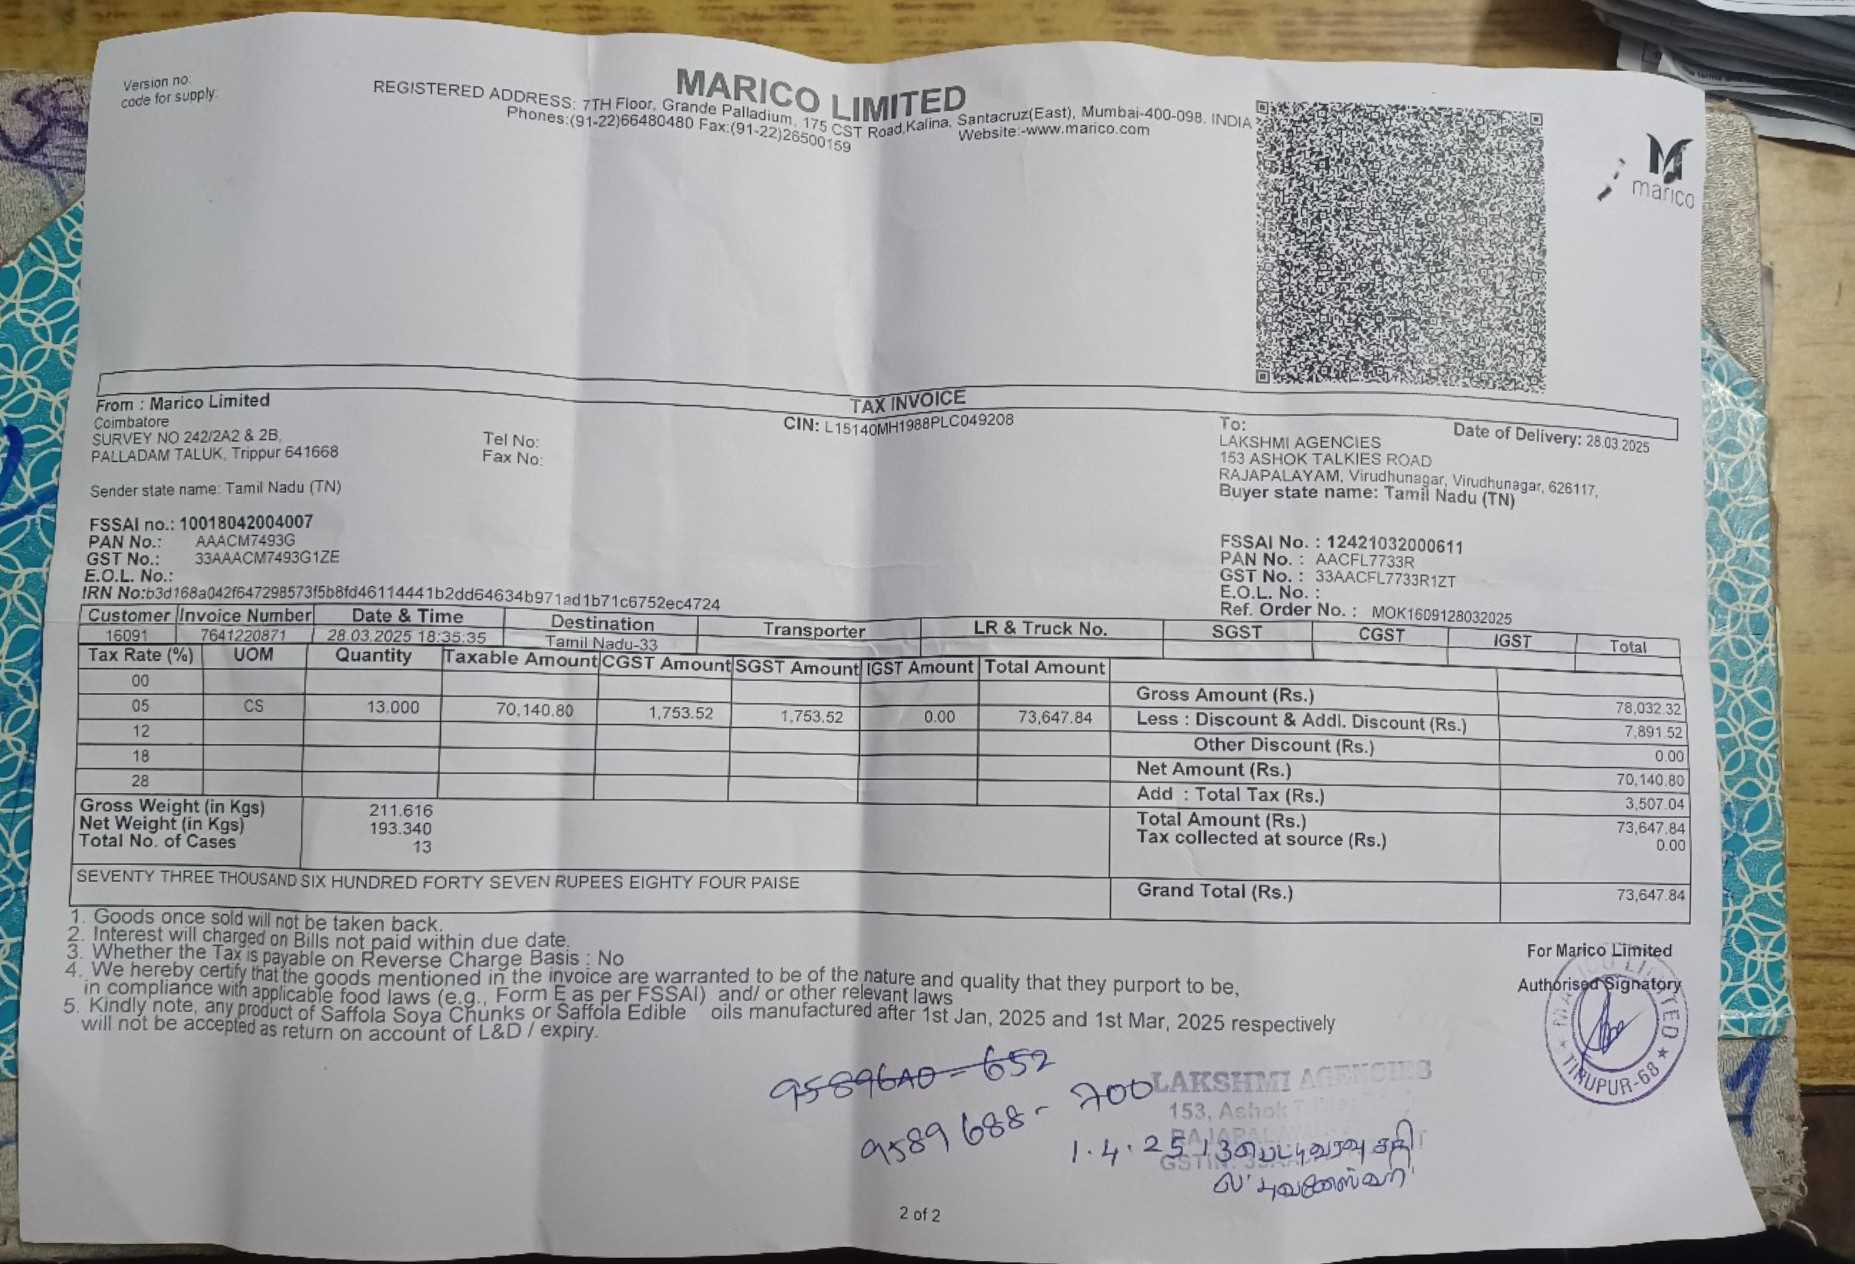 Version no:
code for supply:
MARICO LIMITED
REGISTERED ADDRESS: 7TH Floor, Grande Palladium, 175 CST Road,Kalina, Santacruz(East), Mumbai-400-098. INDIA
Phones:(91-22)66480480 Fax:(91-22)26500159 Website:-www.marico.com
marico
TAX INVOICE
CIN: L15140MH1988PLC049208
From : Marico Limited
Coimbatore
SURVEY NO 242/2A2 & 2B,
PALLADAM TALUK, Trippur 641668
Tel No:
Fax No:
Sender state name: Tamil Nadu (TN)
FSSAI no.: 10018042004007
PAN No.: AAACM7493G
GST No.: 33AAACM7493G1ZE
E.O.L. No.:
IRN No:b3d168a042f647298573f5b8fd46114441b2dd64634b971ad1b71c6752ec4724
To:
Date of Delivery: 28.03.2025
LAKSHMI AGENCIES
153 ASHOK TALKIES ROAD
RAJAPALAYAM, Virudhunagar, Virudhunagar, 626117,
Buyer state name: Tamil Nadu (TN)
FSSAI No. : 12421032000611
PAN No. : AACFL7733R
GST No. : 33AACFL7733R1ZT
E.O.L. No. :
Ref. Order No. : MOK1609128032025
Customer Invoice Number Date & Time Destination Transporter LR & Truck No. SGST CGST IGST Total
16091 7641220871 28.03.2025 18:35:35 Tamil Nadu-33
Tax Rate (%) UOM Quantity Taxable Amount CGST Amount SGST Amount IGST Amount Total Amount
00
05 CS 13.000 70,140.80 1,753.52 1,753.52 0.00 73,647.84
12
18
28
Gross Amount (Rs.) 78,032.32
Less : Discount & Addl. Discount (Rs.) 7,891.52
Other Discount (Rs.) 0.00
Net Amount (Rs.) 70,140.80
Add : Total Tax (Rs.) 3,507.04
Total Amount (Rs.) 73,647.84
Tax collected at source (Rs.) 0.00
Gross Weight (in Kgs) 211.616
Net Weight (in Kgs) 193.340
Total No. of Cases 13
SEVENTY THREE THOUSAND SIX HUNDRED FORTY SEVEN RUPEES EIGHTY FOUR PAISE
Grand Total (Rs.) 73,647.84
1. Goods once sold will not be taken back.
2. Interest will charged on Bills not paid within due date.
3. Whether the Tax is payable on Reverse Charge Basis : No
4. We hereby certify that the goods mentioned in the invoice are warranted to be of the nature and quality that they purport to be,
in compliance with applicable food laws (e.g., Form E as per FSSAI) and/ or other relevant laws
5. Kindly note, any product of Saffola Soya Chunks or Saffola Edible oils manufactured after 1st Jan, 2025 and 1st Mar, 2025 respectively
will not be accepted as return on account of L&D / expiry.
For Marico Limited
Authorised Signatory
MARICO LIMITED
TIRUPUR-68
9589640-652
9589688-700
LAKSHMI AGENCIES
153, Ashok
1.4.25 13 பெட்டி வரவு சரி
புவனேஸ்வரி
2 of 2